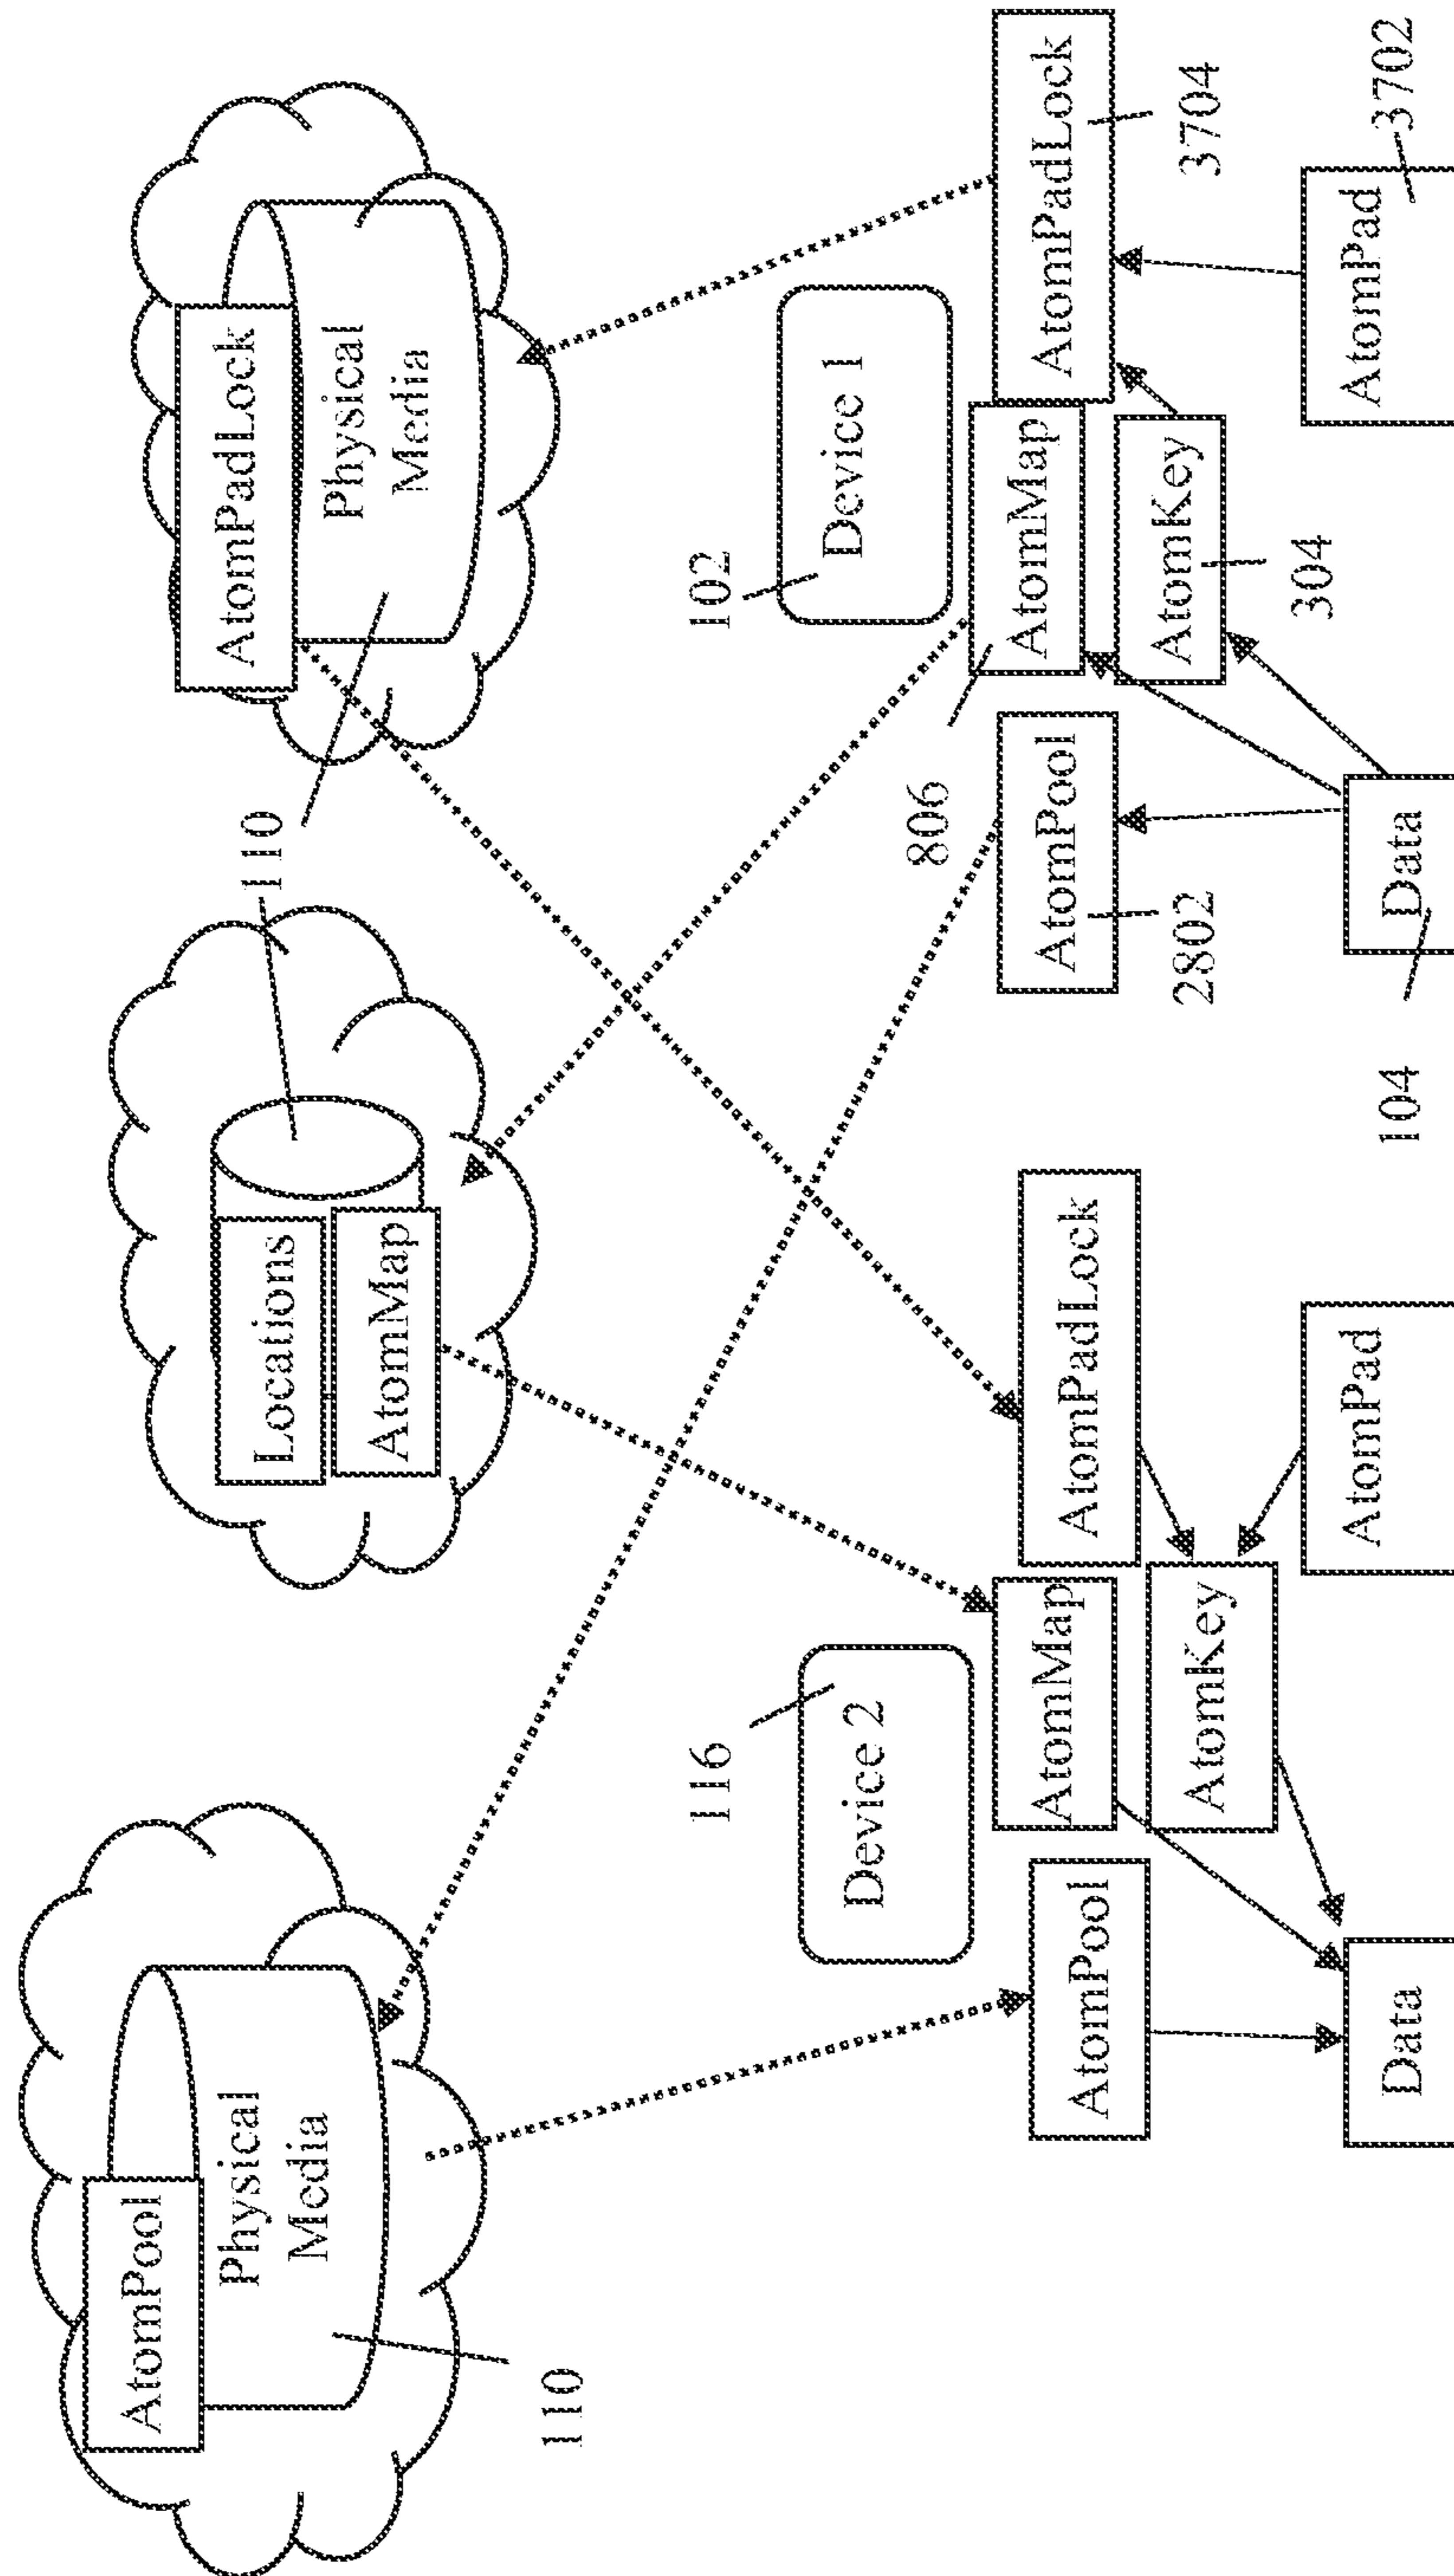 AtomPool
Physical
Media
110
Locations
AtomMap
110
AtomPadLock
Physical
Media
116
Device 2
AtomPool
AtomMap
AtomPadLock
AtomKey
Data
AtomPad
102
Device 1
806
AtomPool
AtomMap
AtomPadLock
2802
AtomKey
3704
304
Data
104
AtomPad
3702